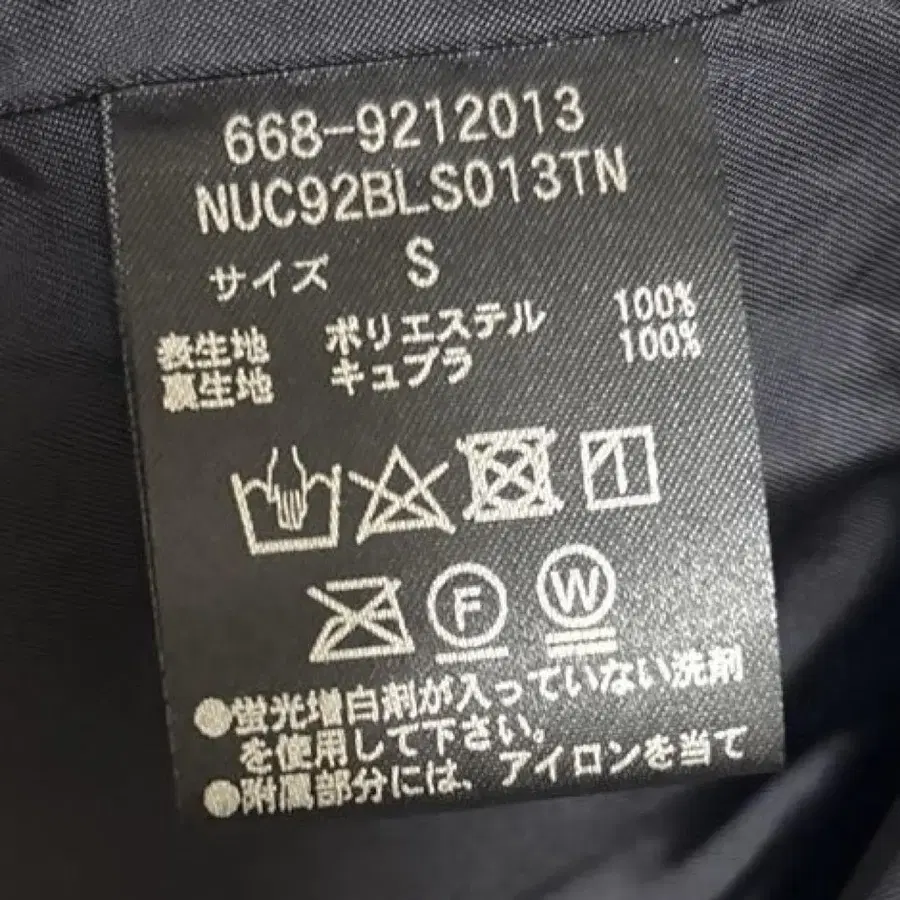 668-9212013
NUC92BLS013TN
サイズ S
表生地 ポリエステル 100%
裏生地 キュプラ 100%
F W
●蛍光増白剤が入っていない洗剤
を使用して下さい。
●附属部分には、アイロンを当て